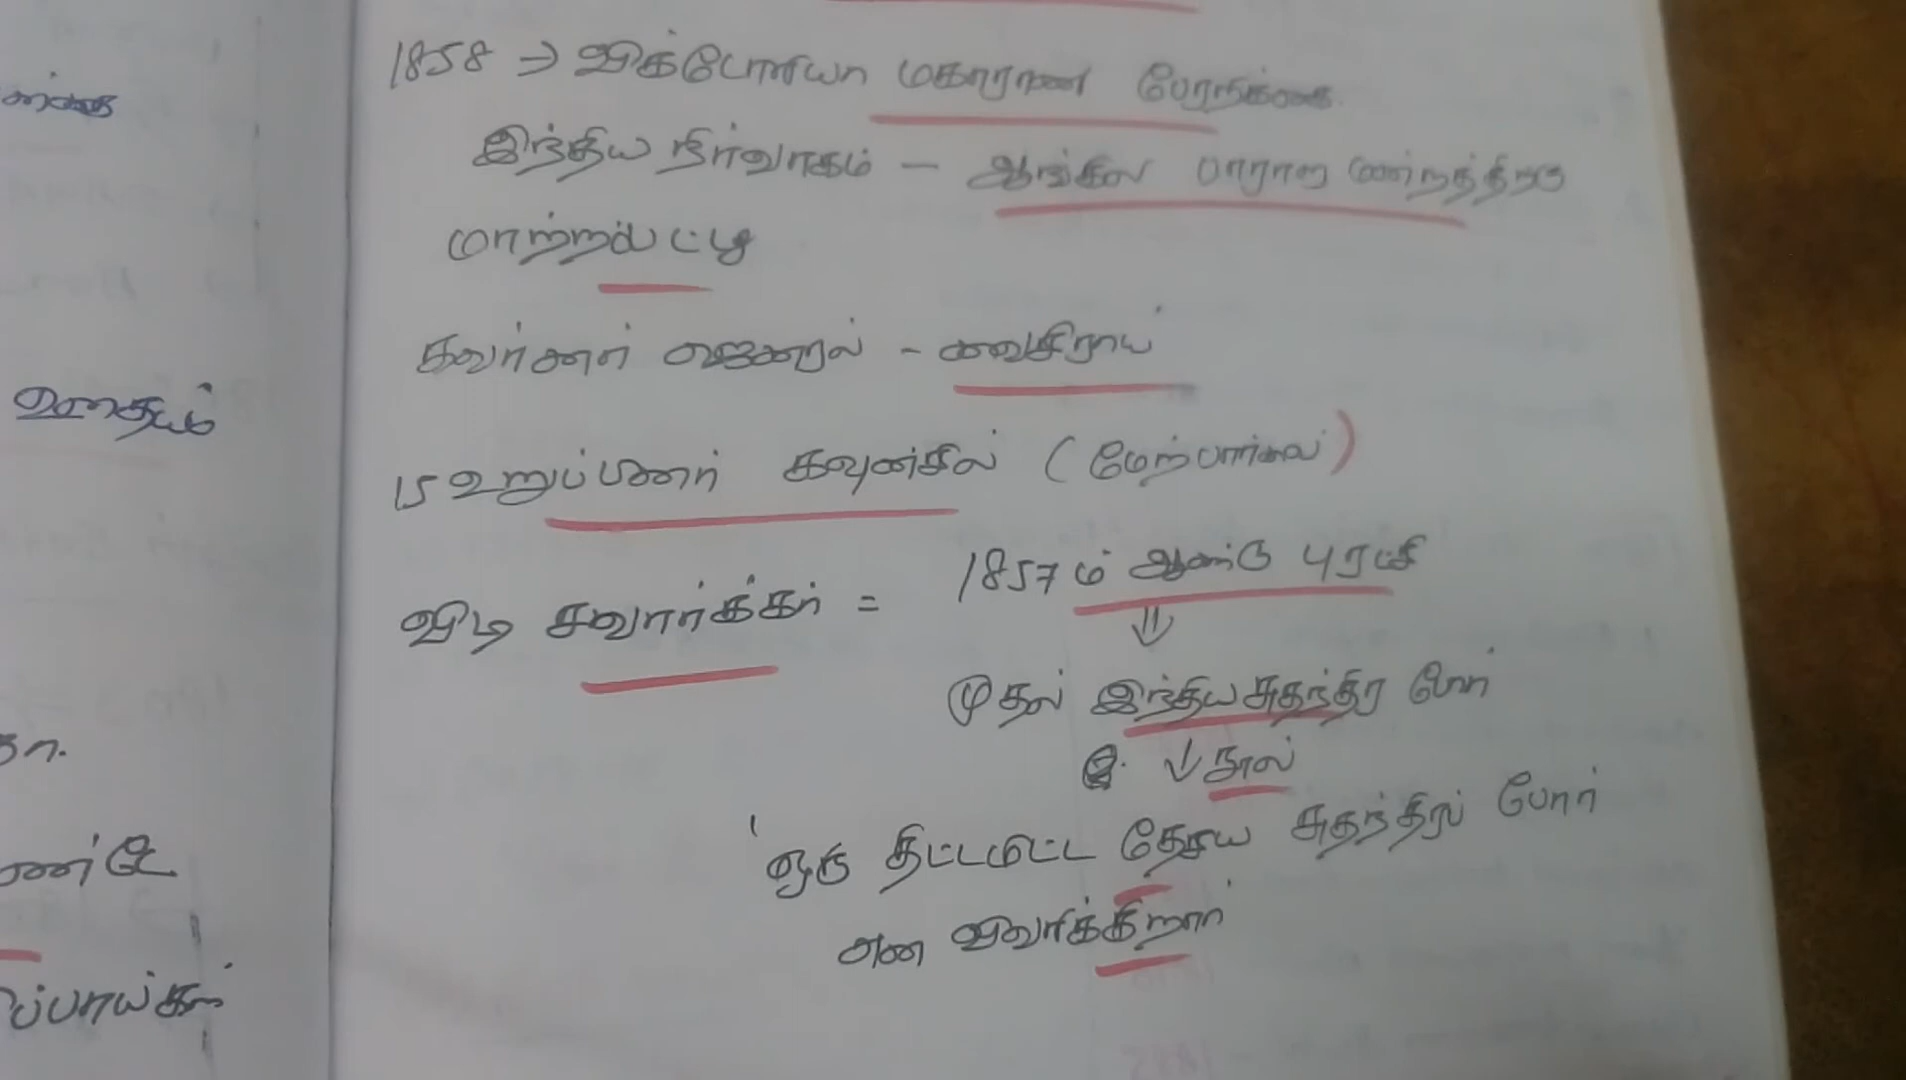 1858 => விக்டோரியா மகாராணி பேரறிக்கை
இந்திய நிர்வாகம் - ஆங்கில பாராளுமன்றத்திற்கு
மாற்றப்பட்டது
கவர்னர் ஜெனரல் - வைசிராய்
15 உறுப்பினர் கவுன்சில் (மேற்பார்வை)
விடி சவார்க்கர் = 1857ம் ஆண்டு புரட்சி
⇓
முதல் இந்திய சுதந்திர போர்
↓ நூல்
' ஒரு திட்டமிட்ட தேசிய சுதந்திரப் போர்
என விவரிக்கிறார்